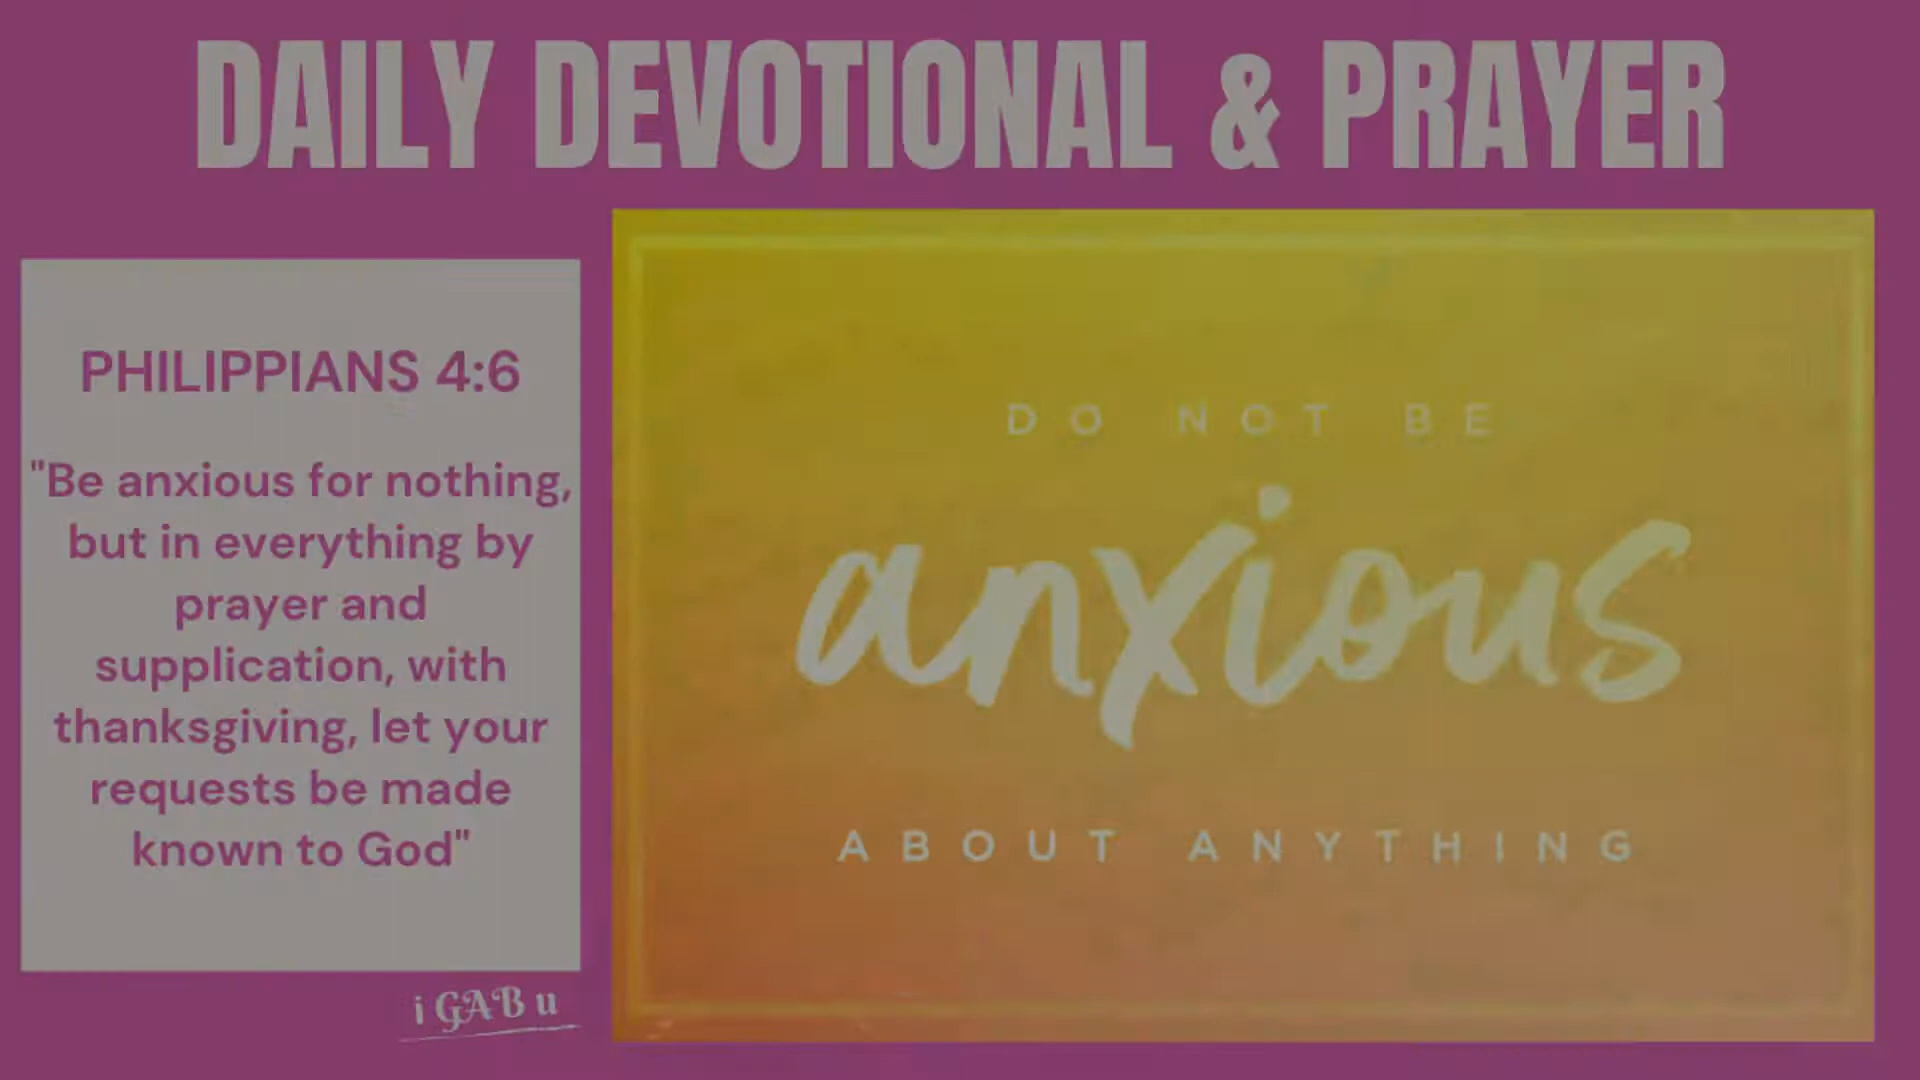 DAILY DEVOTIONAL & PRAYER
PHILIPPIANS 4:6
"Be anxious for nothing,
but in everything by
prayer and
supplication, with
thanksgiving, let your
requests be made
known to God"
i GAB u
DO NOT BE
anxious
ABOUT ANYTHING